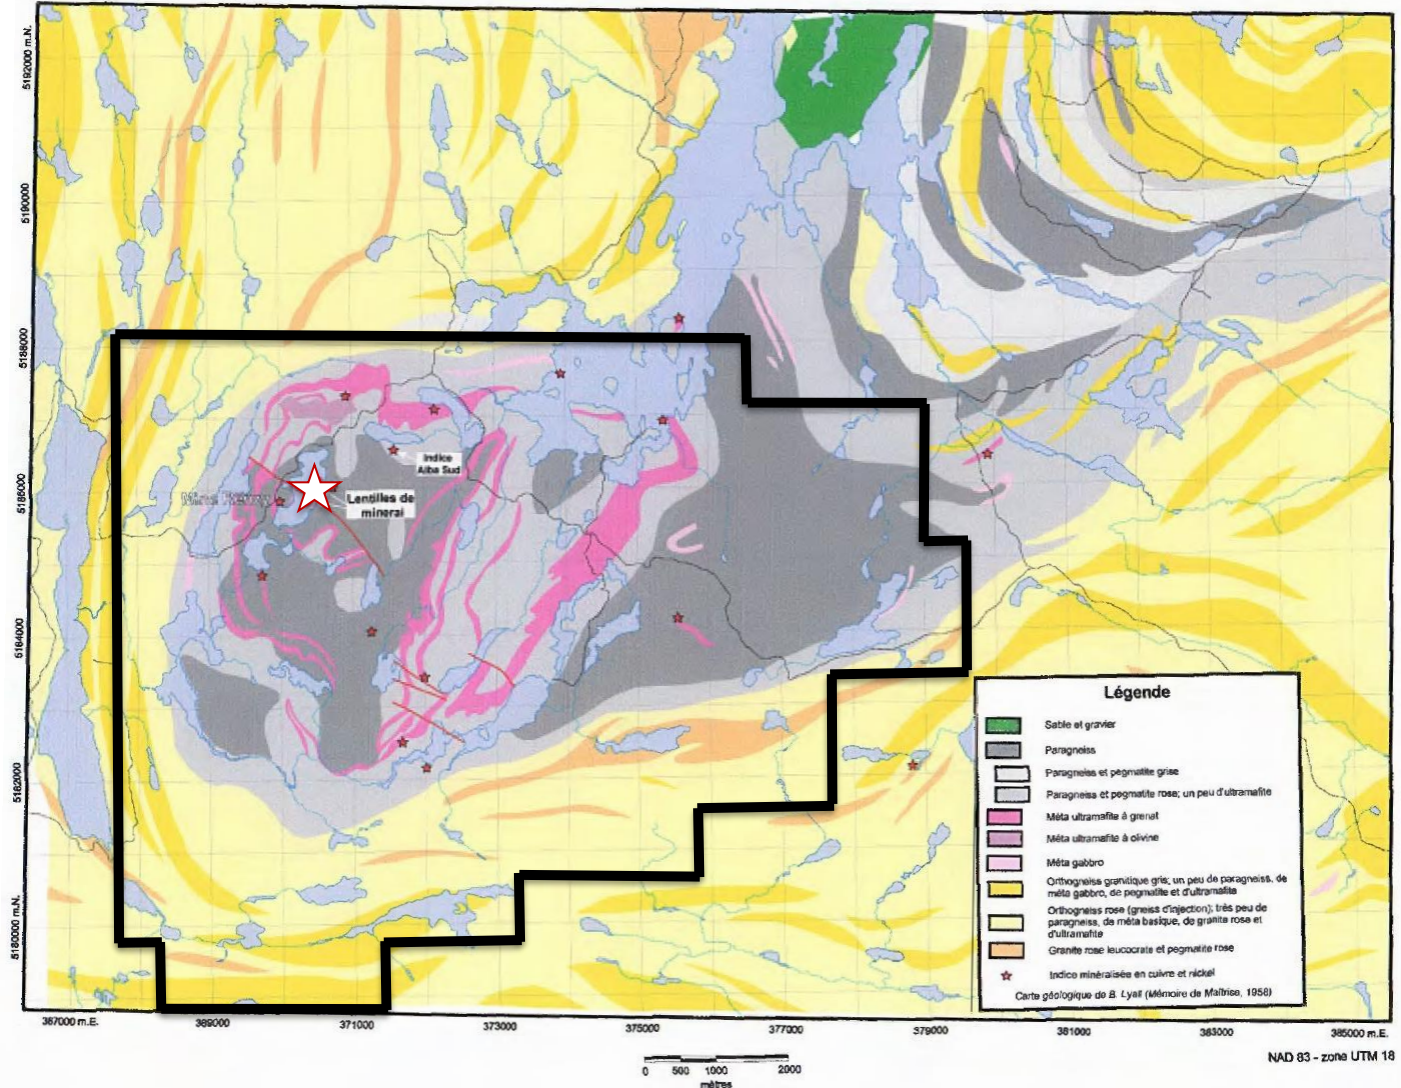 5192000 m.N.
5190000
5188000
5186000
5184000
5182000
5180000 m.N.
Indice
Alba Sud
Mine Renzy
Lentilles de
minerai
Légende
Sable et gravier
Paragneiss
Paragneiss et pegmatite grise
Paragneiss et pegmatite rose; un peu d'ultramafite
Méta ultramafite à grenat
Méta ultramafite à olivine
Méta gabbro
Orthogneiss granitique gris; un peu de paragneiss, de
méta gabbro, de pegmatite et d'ultramafite
Orthogneiss rose (gneiss d'injection); très peu de
paragneiss, de méta basique, de granite rose et
d'ultramafite
Granite rose leucocrate et pegmatite rose
Indice minéralisée en cuivre et nickel
Carte géologique de B. Lyall (Mémoire de Maîtrise, 1958)
367000 m.E.
369000
371000
373000
375000
377000
379000
381000
383000
385000 m.E.
NAD 83 - zone UTM 18
0 500 1000 2000
mètres